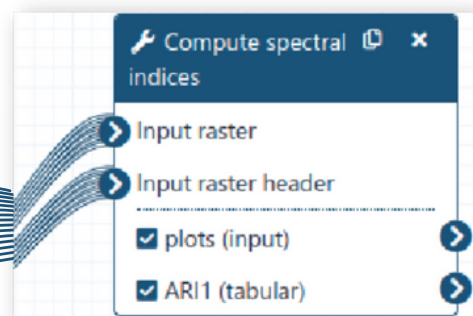 Compute spectral
indices
Input raster
Input raster header
plots (input)
ARI1 (tabular)